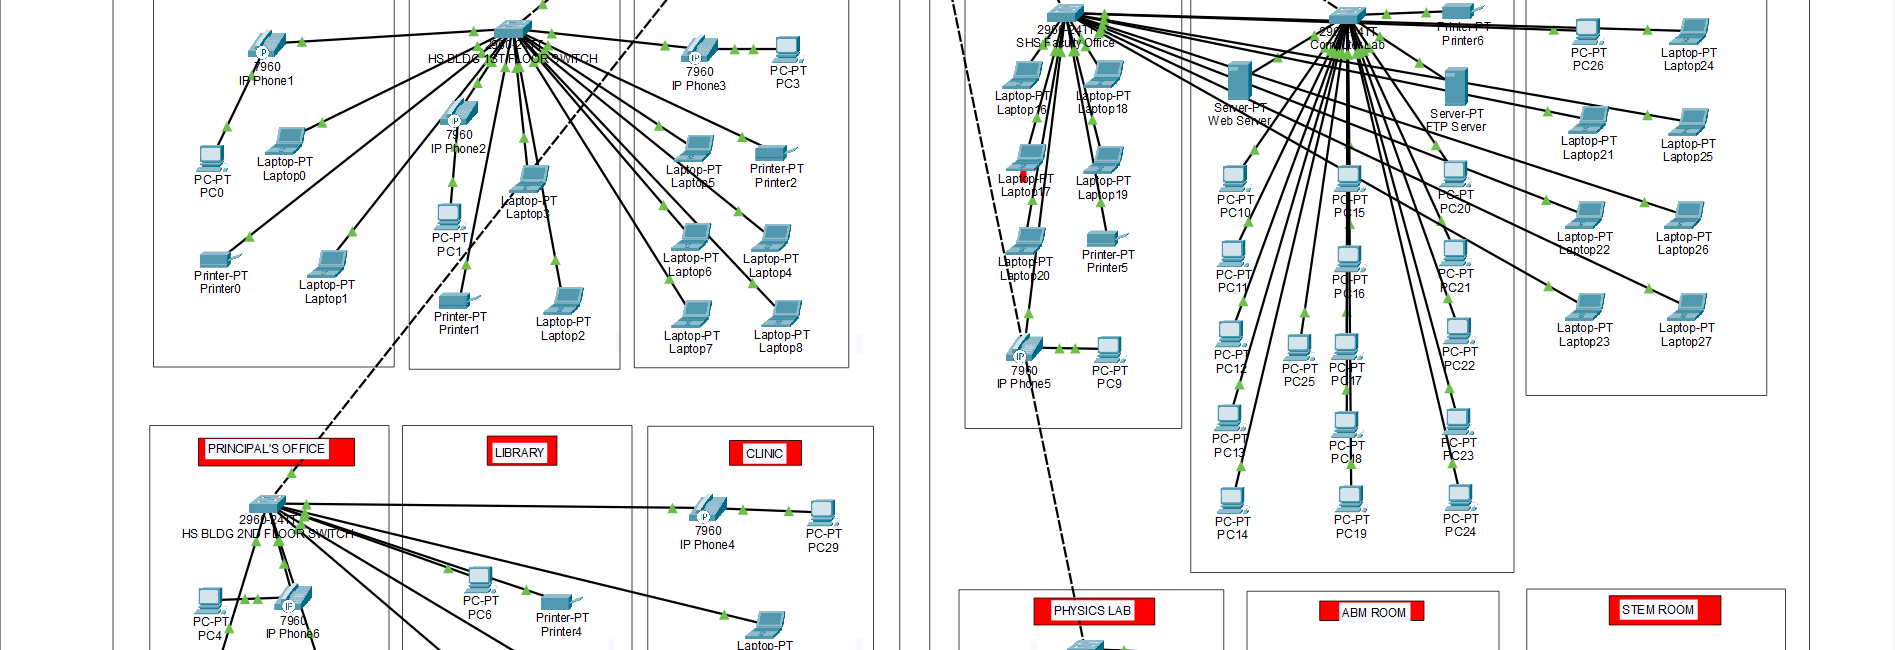 7960
IP Phone1
PC-PT
PC0
Laptop-PT
Laptop0
Printer-PT
Printer0
Laptop-PT
Laptop1
HS BLDG 1ST FLOOR SWITCH
7960
IP Phone2
PC-PT
PC1
Laptop-PT
Laptop3
Printer-PT
Printer1
Laptop-PT
Laptop2
7960
IP Phone3
PC-PT
PC3
Laptop-PT
Laptop5
Printer-PT
Printer2
Laptop-PT
Laptop6
Laptop-PT
Laptop4
Laptop-PT
Laptop7
Laptop-PT
Laptop8
PRINCIPAL'S OFFICE
LIBRARY
CLINIC
2960-24TT
HS BLDG 2ND FLOOR SWITCH
7960
IP Phone4
PC-PT
PC29
PC-PT
PC4
7960
IP Phone6
PC-PT
PC6
Printer-PT
Printer4
Laptop-PT
2960-24TT
SHS Faculty Office
Laptop-PT
Laptop16
Laptop-PT
Laptop18
Laptop-PT
Laptop17
Laptop-PT
Laptop19
Laptop-PT
Laptop20
Printer-PT
Printer5
7960
IP Phone5
PC-PT
PC9
2960-24TT
Computer Lab
Printer-PT
Printer6
Server-PT
Web Server
Server-PT
FTP Server
PC-PT
PC10
PC-PT
PC15
PC-PT
PC20
PC-PT
PC11
PC-PT
PC16
PC-PT
PC21
PC-PT
PC12
PC-PT
PC25
PC-PT
PC17
PC-PT
PC22
PC-PT
PC13
PC-PT
PC18
PC-PT
PC23
PC-PT
PC14
PC-PT
PC19
PC-PT
PC24
PC-PT
PC26
Laptop-PT
Laptop24
Laptop-PT
Laptop21
Laptop-PT
Laptop25
Laptop-PT
Laptop22
Laptop-PT
Laptop26
Laptop-PT
Laptop23
Laptop-PT
Laptop27
PHYSICS LAB
ABM ROOM
STEM ROOM